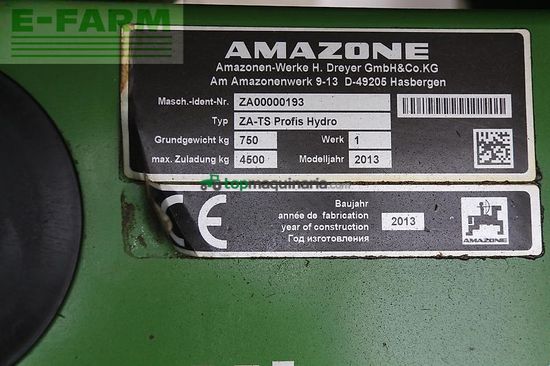 E-FARM
AMAZONE
Amazonen-Werke H. Dreyer GmbH&Co.KG
Am Amazonenwerk 9-13 D-49205 Hasbergen
Masch.-Ident-Nr. ZA00000193
Typ ZA-TS Profis Hydro
Grundgewicht kg 750 Werk 1
max. Zuladung kg 4500 Modelljahr 2013
topmaquinaria.com
CE
Baujahr
année de fabrication
year of construction
Год изготовления
2013
AMAZONE